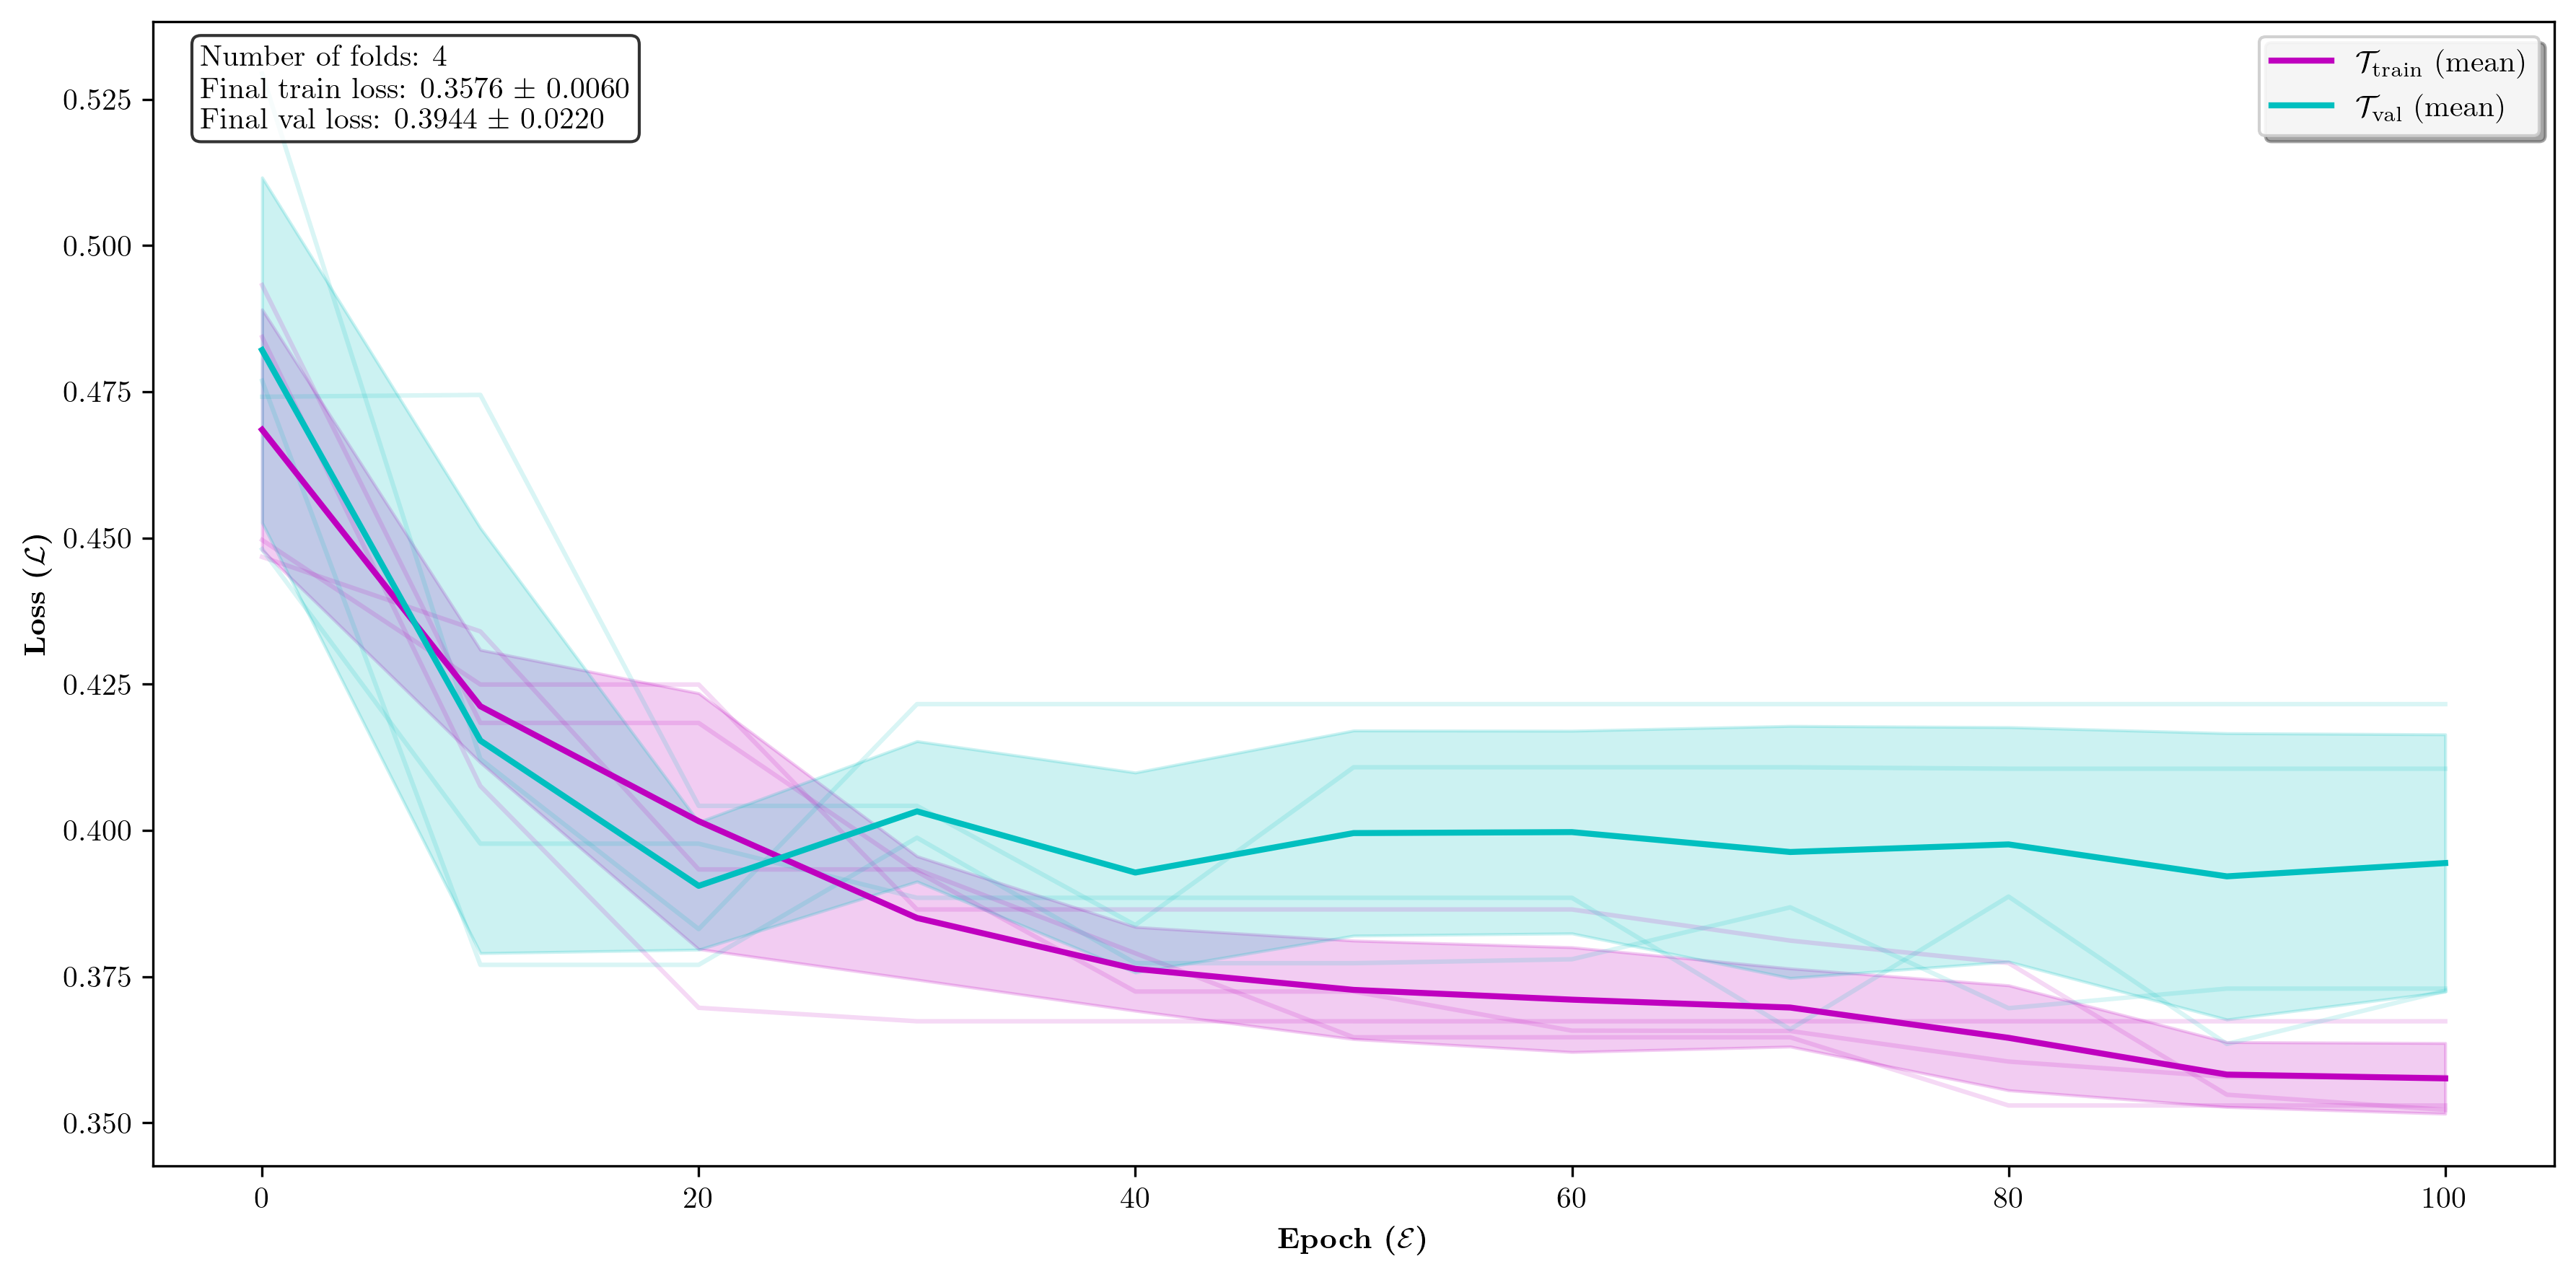 Number of folds: 4
Final train loss: 0.3576 ± 0.0060
Final val loss: 0.3944 ± 0.0220
𝒯train (mean)
𝒯val (mean)
0.525
0.500
0.475
0.450
0.425
0.400
0.375
0.350
Loss (ℒ)
0 20 40 60 80 100
Epoch (ℰ)